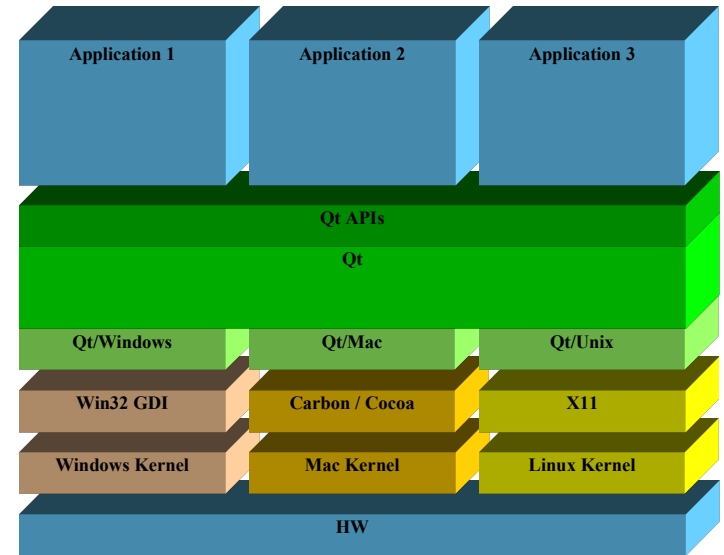 Application 1
Application 2
Application 3
Qt APIs
Qt
Qt/Windows
Qt/Mac
Qt/Unix
Win32 GDI
Carbon / Cocoa
X11
Windows Kernel
Mac Kernel
Linux Kernel
HW